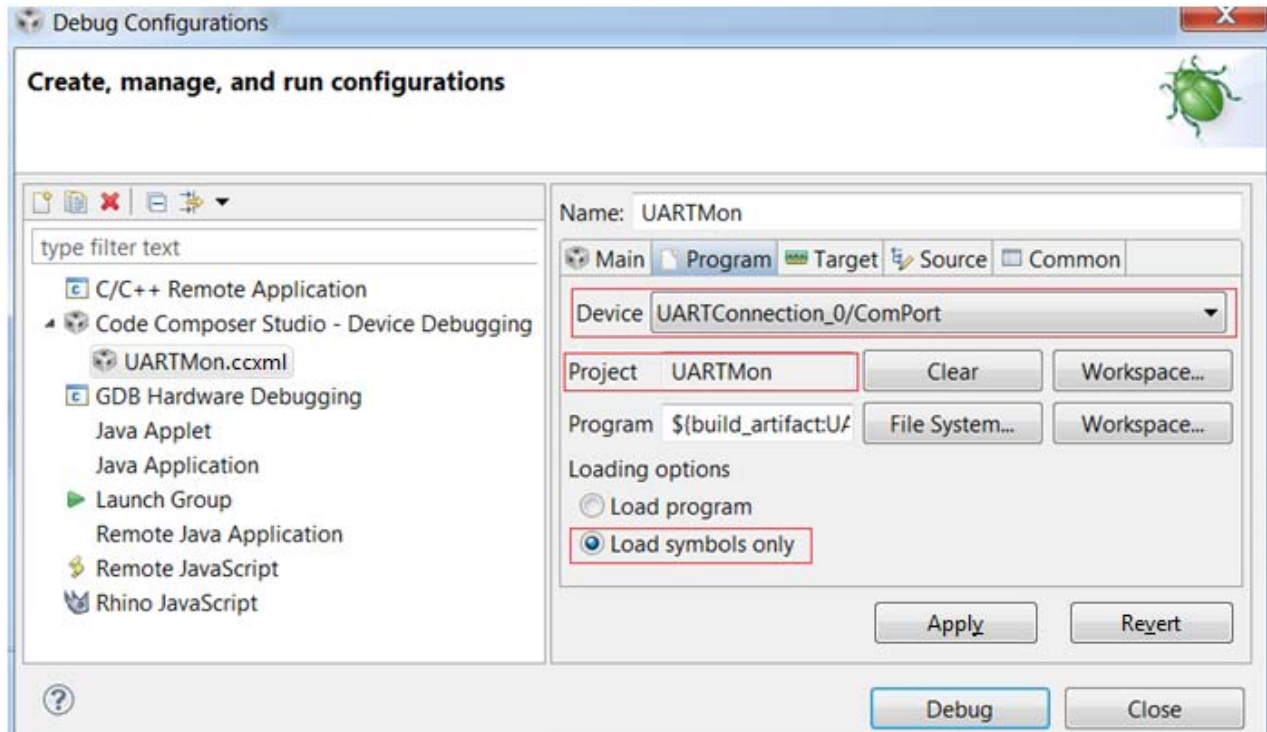 Debug Configurations
X
Create, manage, and run configurations
type filter text
C/C++ Remote Application
Code Composer Studio - Device Debugging
UARTMon.ccxml
GDB Hardware Debugging
Java Applet
Java Application
Launch Group
Remote Java Application
Remote JavaScript
Rhino JavaScript
Name: UARTMon
Main Program Target Source Common
Device UARTConnection_0/ComPort
Project UARTMon Clear Workspace...
Program ${build_artifact:UA File System... Workspace...
Loading options
Load program
Load symbols only
Apply Revert
? Debug Close